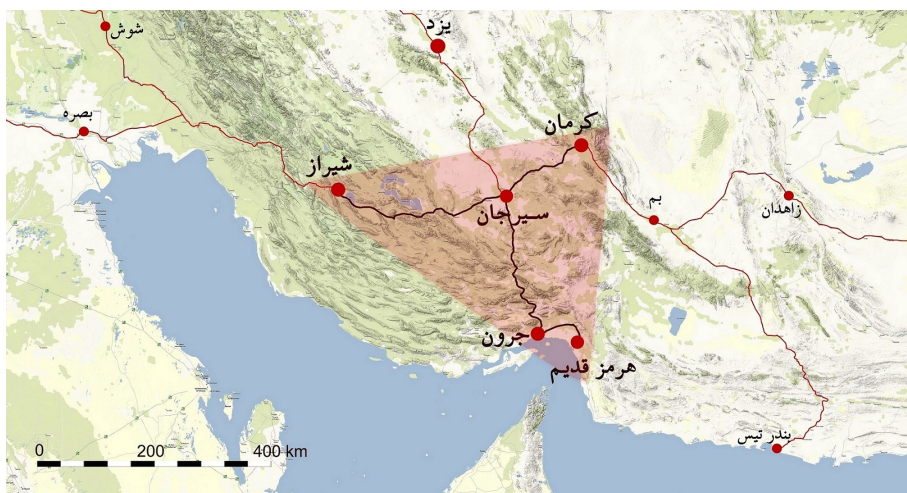 یزد
شوش
کرمان
بصره
شیراز
زاهدان
سیرجان
بم
جرون
هرمز قدیم
بندر تیس
0 200 400 km